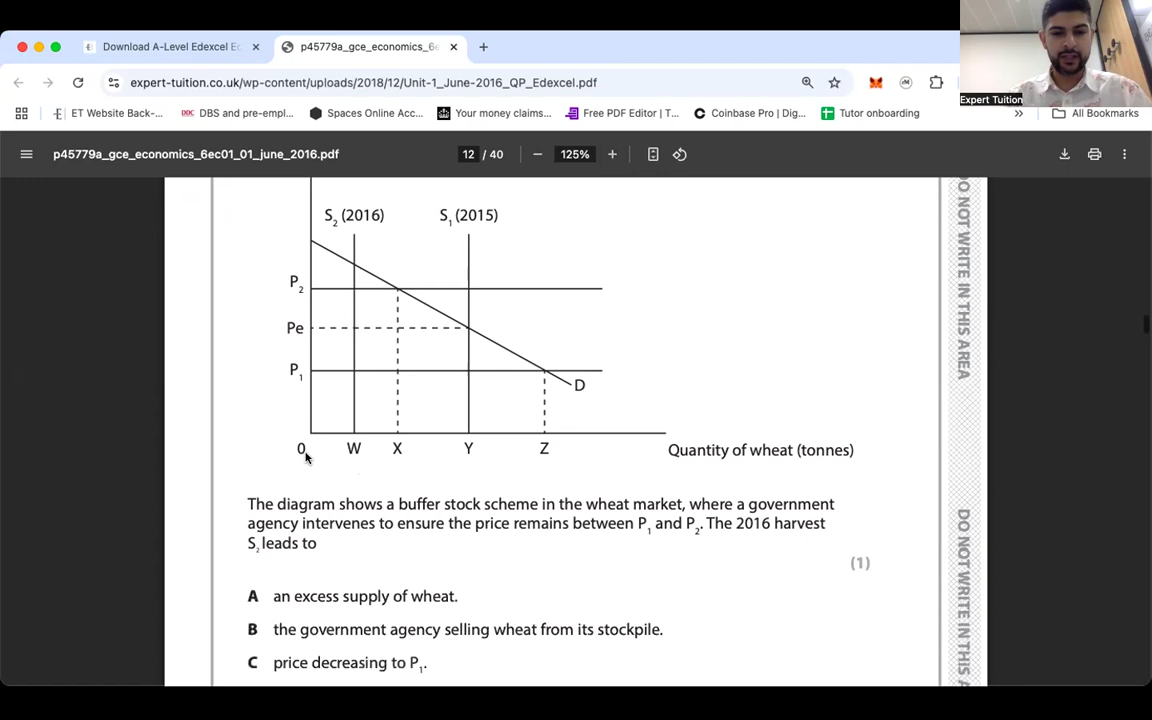 Download A-Level Edexcel Ec
p45779a_gce_economics_6e
expert-tuition.co.uk/wp-content/uploads/2018/12/Unit-1_June-2016_QP_Edexcel.pdf
ET Website Back-...
DBS and pre-empl...
Spaces Online Acc...
Your money claims...
Free PDF Editor | T...
Coinbase Pro | Dig...
Tutor onboarding
»
All Bookmarks
Expert Tuition
p45779a_gce_economics_6ec01_01_june_2016.pdf
12 / 40
125%
S₂ (2016)
S₁ (2015)
P₂
Pe
P₁
D
0
W
X
Y
Z
Quantity of wheat (tonnes)
The diagram shows a buffer stock scheme in the wheat market, where a government
agency intervenes to ensure the price remains between P₁ and P₂. The 2016 harvest
S₂ leads to
(1)
A an excess supply of wheat.
B the government agency selling wheat from its stockpile.
C price decreasing to P₁.
DO NOT WRITE IN THIS AREA
DO NOT WRITE IN THIS A